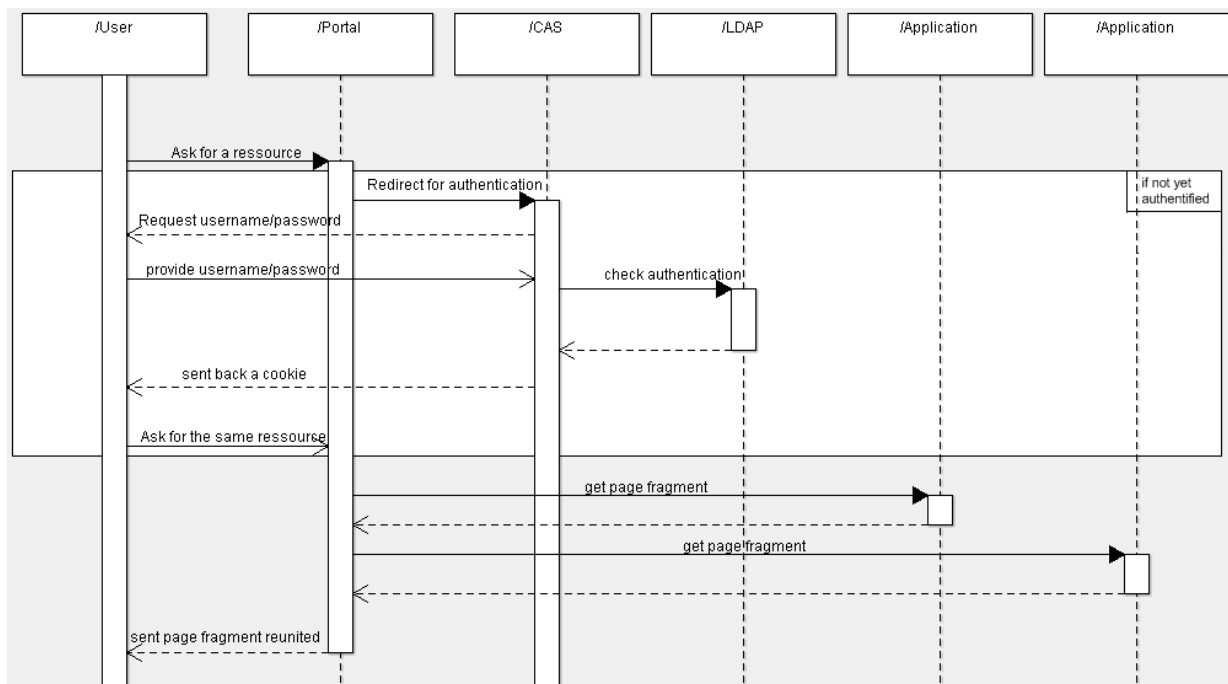 /User
/Portal
/CAS
/LDAP
/Application
/Application
Ask for a ressource
Redirect for authentication
if not yet
authentified
Request username/password
provide username/password
check authentication
sent back a cookie
Ask for the same ressource
get page fragment
get page fragment
sent page fragment reunited